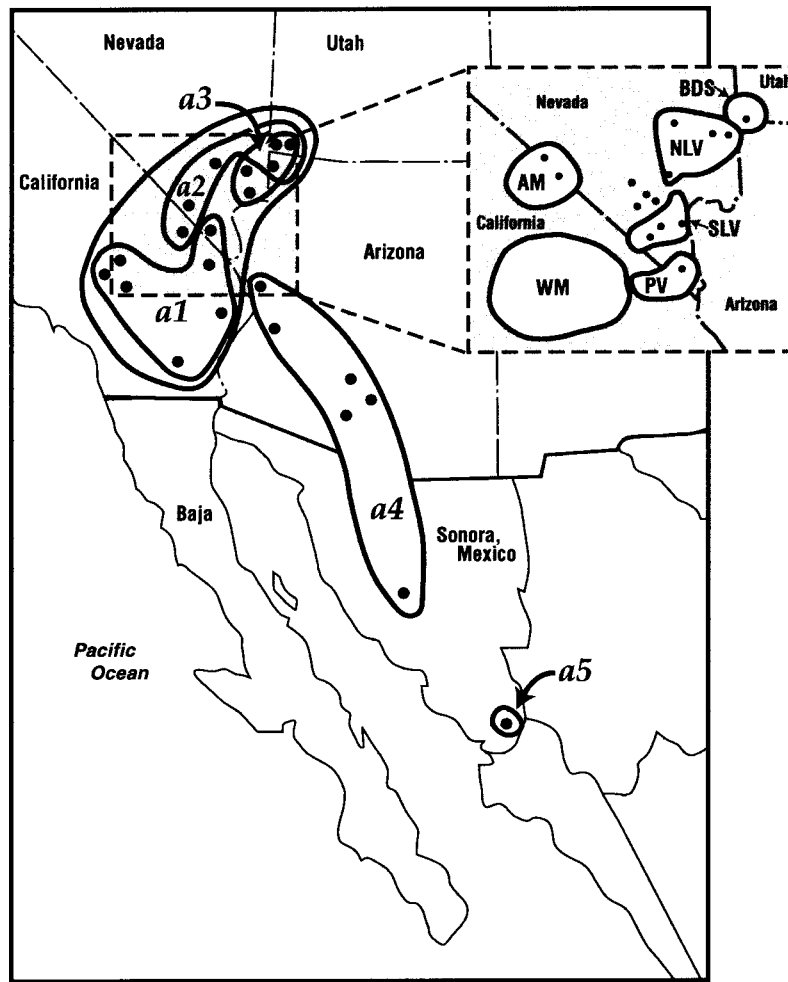 Nevada
Utah
a3
BDS
Utah
Nevada
NLV
California
a2
AM
California
SLV
Arizona
WM
PV
a1
Arizona
Baja
a4
Sonora,
Mexico
Pacific
Ocean
a5